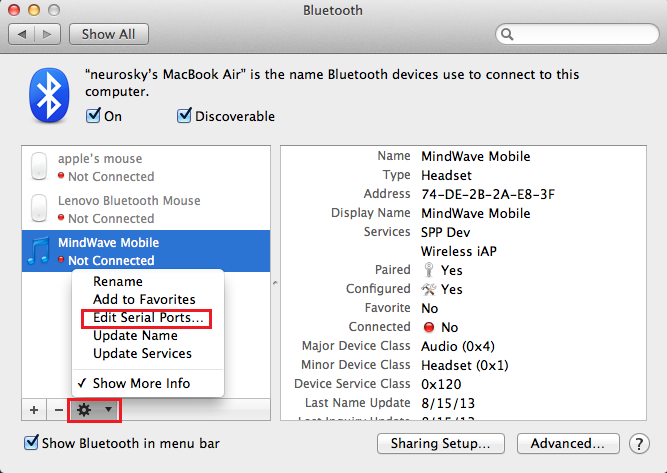 Bluetooth
Show All
“neurosky’s MacBook Air” is the name Bluetooth devices use to connect to this
computer.
On
Discoverable
apple’s mouse
Not Connected
Lenovo Bluetooth Mouse
Not Connected
MindWave Mobile
Not Connected
Rename
Add to Favorites
Edit Serial Ports...
Update Name
Update Services
✓ Show More Info
Name MindWave Mobile
Type Headset
Address 74-DE-2B-2A-E8-3F
Display Name MindWave Mobile
Services SPP Dev
Wireless iAP
Paired Yes
Configured Yes
Favorite No
Connected No
Major Device Class Audio (0x4)
Minor Device Class Headset (0x1)
Device Service Class 0x120
Last Name Update 8/15/13
Last Inquiry Update 8/15/13
+ −
Show Bluetooth in menu bar
Sharing Setup...
Advanced...
?